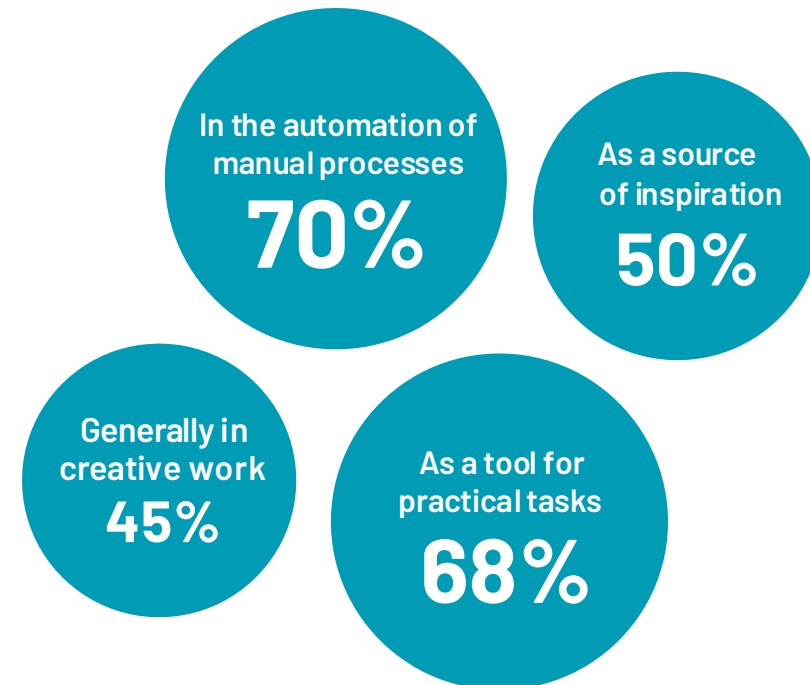 In the automation of
manual processes
70%
As a source
of inspiration
50%
Generally in
creative work
45%
As a tool for
practical tasks
68%